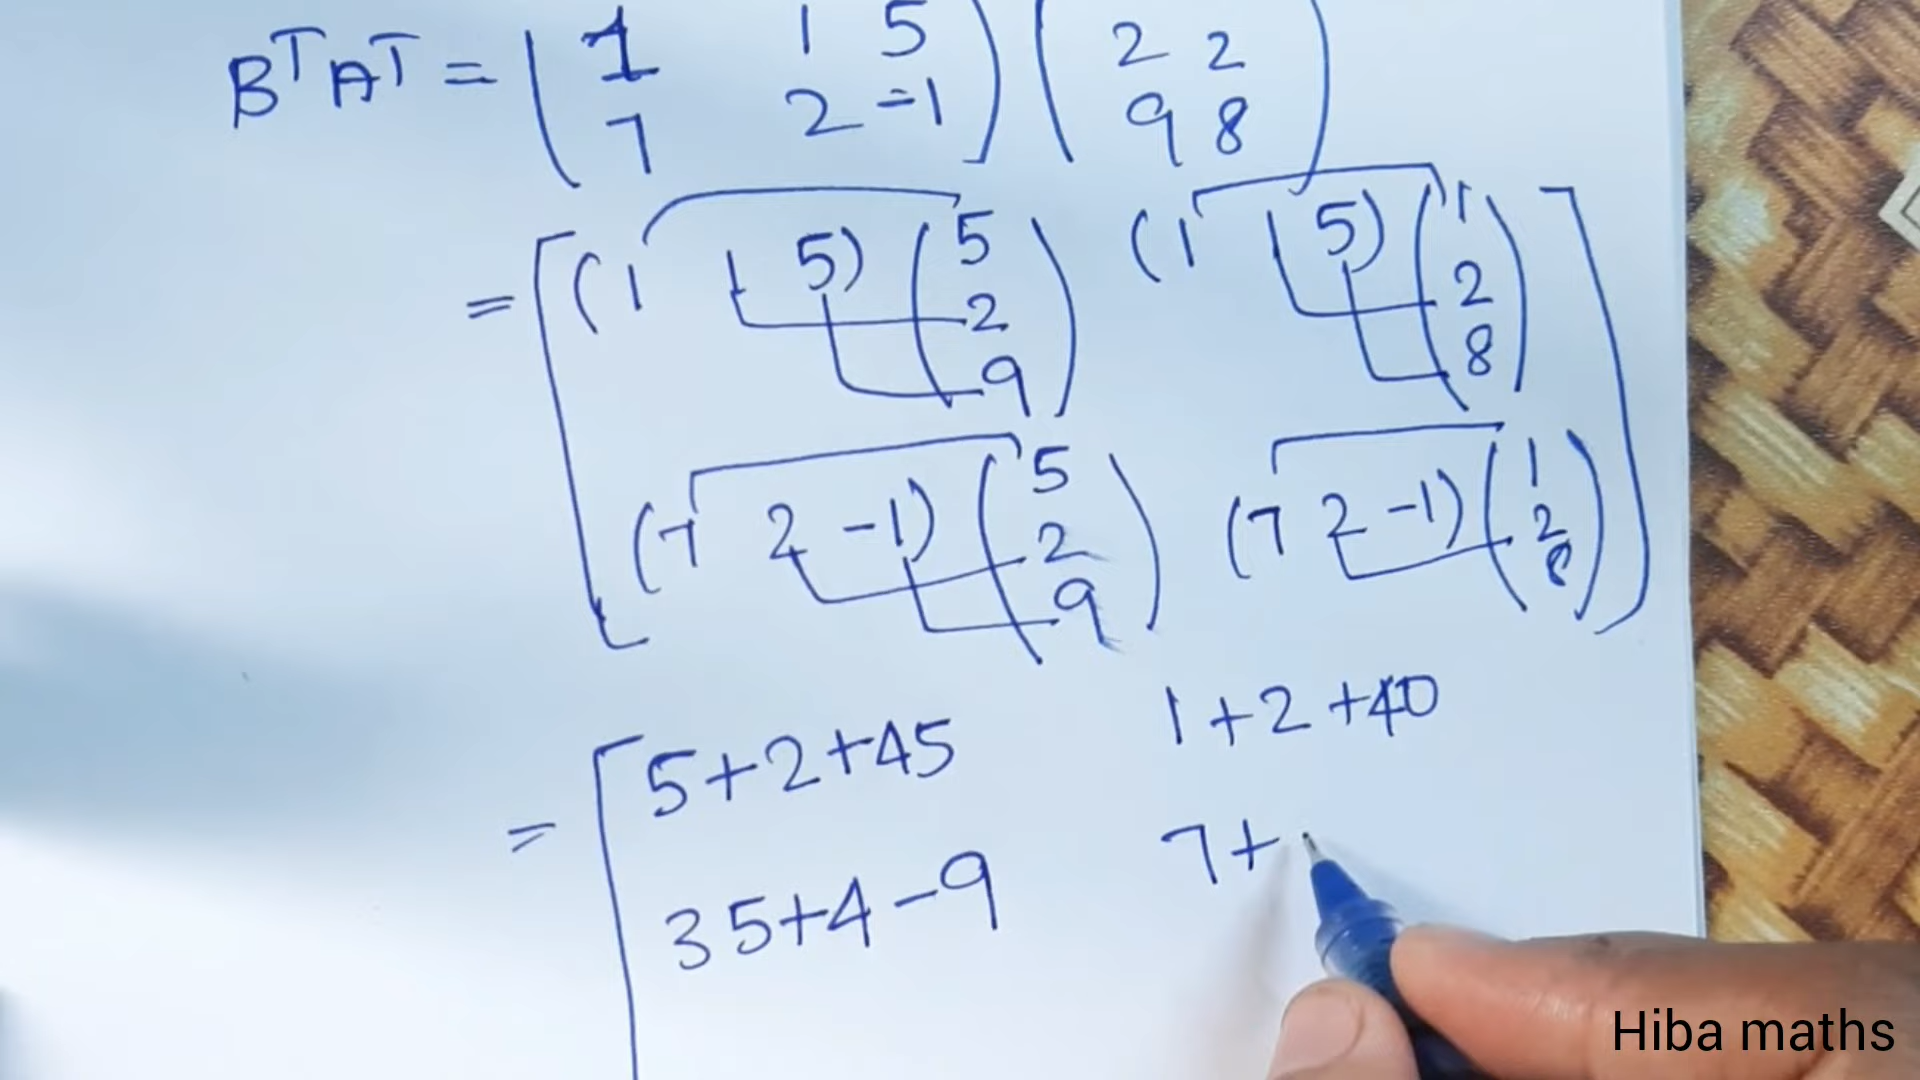 BᵀAᵀ = ( 1 1 5 ) ( 2 2
7 2 -1 9 8 )
= [ (1 1 5) ( 5 2 9 ) (1 1 5) ( 1 2 8 )
(7 2 -1) ( 5 2 9 ) (7 2 -1) ( 1 2 8 ) ]
= [ 5+2+45 1+2+40
35+4-9 7+
Hiba maths